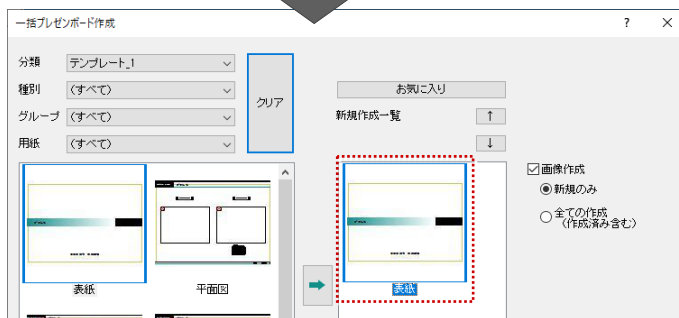 一括プレゼンボード作成
? ×
分類 テンプレート_1
種別 (すべて)
グループ (すべて)
用紙 (すべて)
クリア
お気に入り
新規作成一覧 ↑
↓
☑画像作成
新規のみ
全ての作成
(作成済み含む)
表紙
平面図
➡
表紙